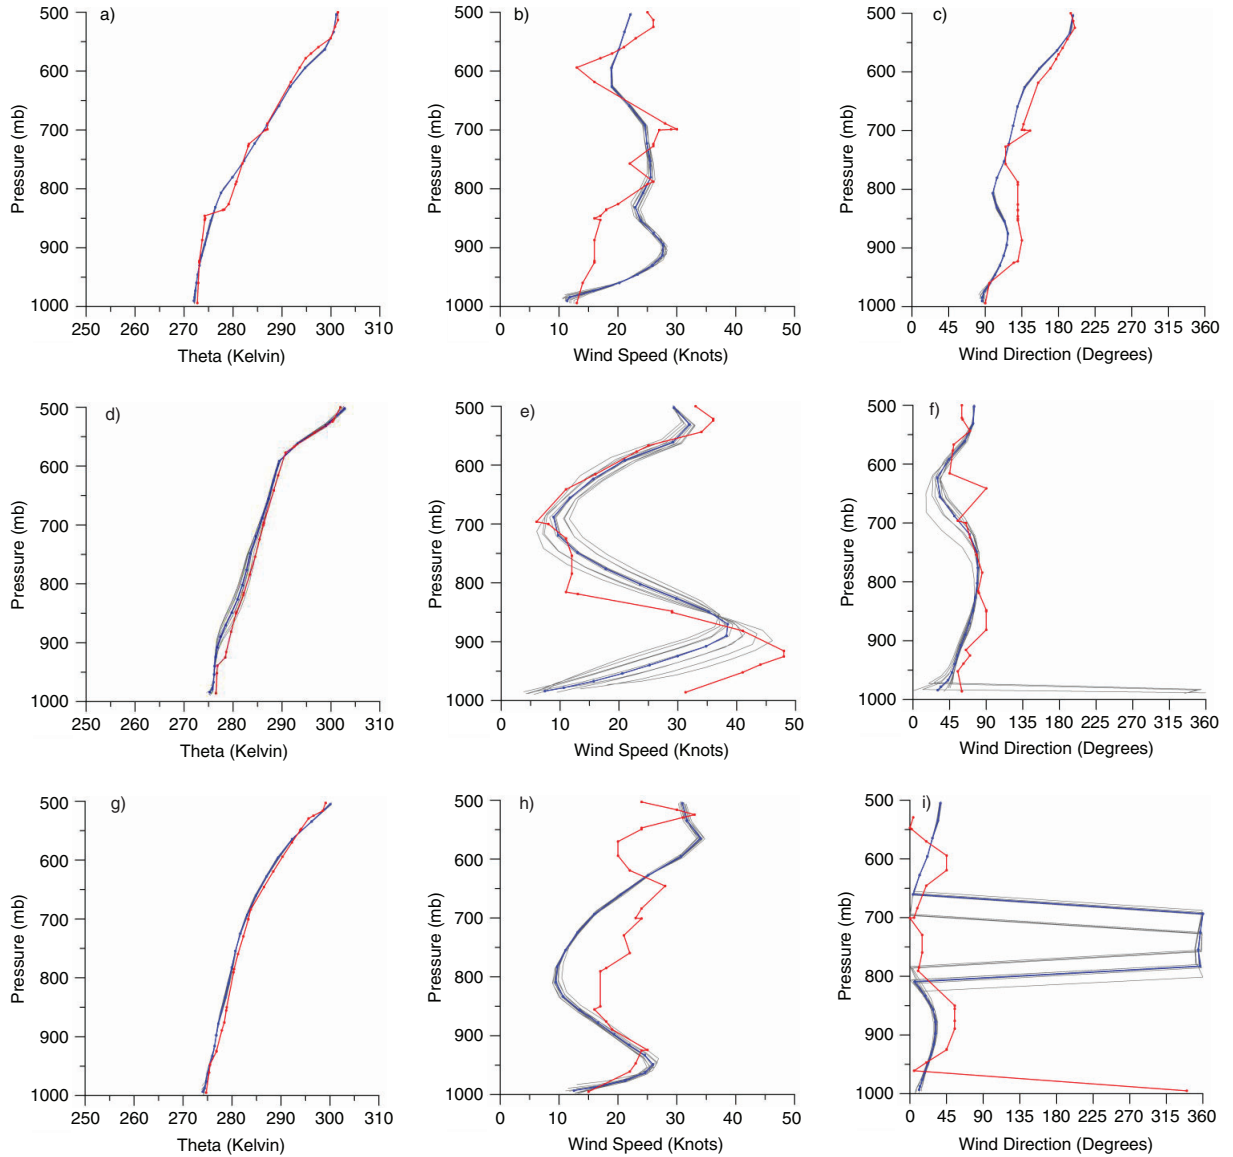 a)
500
600
700
800
900
1000
Pressure (mb)
250 260 270 280 290 300 310
Theta (Kelvin)
b)
500
600
700
800
900
1000
Pressure (mb)
0 10 20 30 40 50
Wind Speed (Knots)
c)
500
600
700
800
900
1000
Pressure (mb)
0 45 90 135 180 225 270 315 360
Wind Direction (Degrees)
d)
500
600
700
800
900
1000
Pressure (mb)
250 260 270 280 290 300 310
Theta (Kelvin)
e)
500
600
700
800
900
1000
Pressure (mb)
0 10 20 30 40 50
Wind Speed (Knots)
f)
500
600
700
800
900
1000
Pressure (mb)
0 45 90 135 180 225 270 315 360
Wind Direction (Degrees)
g)
500
600
700
800
900
1000
Pressure (mb)
250 260 270 280 290 300 310
Theta (Kelvin)
h)
500
600
700
800
900
1000
Pressure (mb)
0 10 20 30 40 50
Wind Speed (Knots)
i)
500
600
700
800
900
1000
Pressure (mb)
0 45 90 135 180 225 270 315 360
Wind Direction (Degrees)